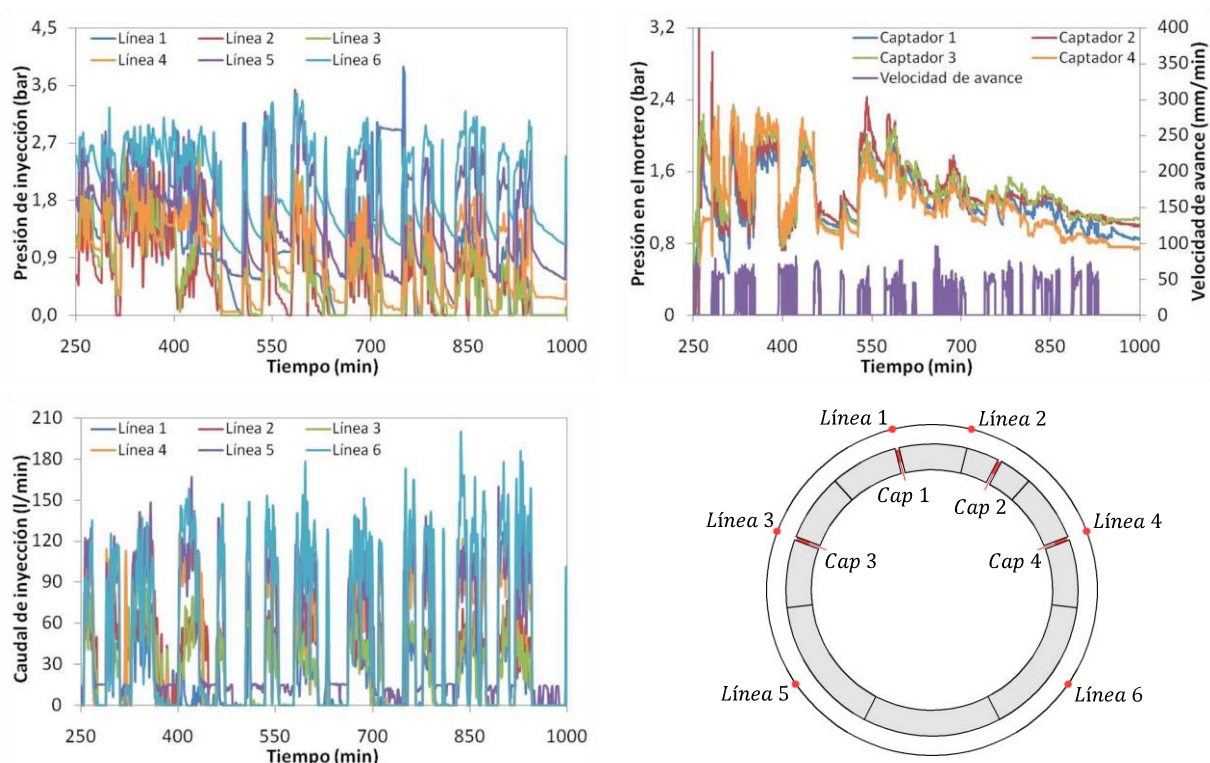 Presión de inyección (bar)
4,5
3,6
2,7
1,8
0,9
0,0
Línea 1
Línea 2
Línea 3
Línea 4
Línea 5
Línea 6
250
400
550
700
850
1000
Tiempo (min)
Presión en el mortero (bar)
3,2
2,4
1,6
0,8
0
Captador 1
Captador 2
Captador 3
Captador 4
Velocidad de avance
400
350
300
250
200
150
100
50
0
Velocidad de avance (mm/min)
250
400
550
700
850
1000
Tiempo (min)
Caudal de inyección (l/min)
210
180
150
120
90
60
30
0
Línea 1
Línea 2
Línea 3
Línea 4
Línea 5
Línea 6
250
400
550
700
850
1000
Tiempo (min)
Línea 1
Línea 2
Cap 1
Cap 2
Línea 3
Línea 4
Cap 3
Cap 4
Línea 5
Línea 6